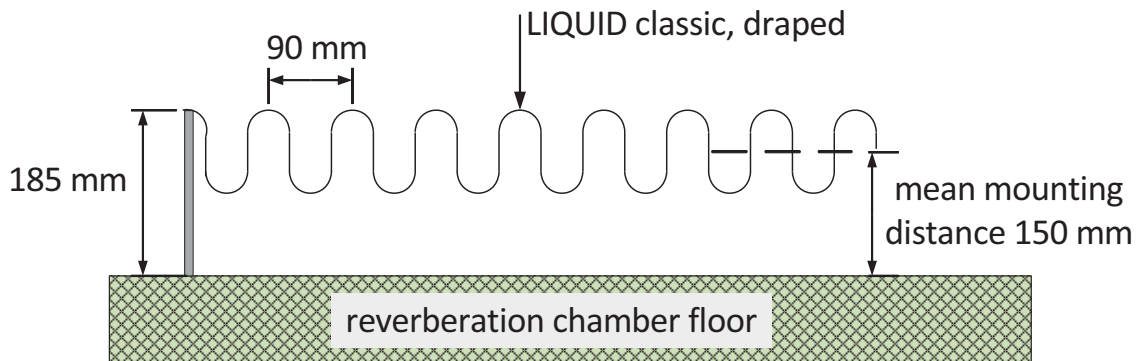 LIQUID classic, draped
90 mm
185 mm
mean mounting
distance 150 mm
reverberation chamber floor